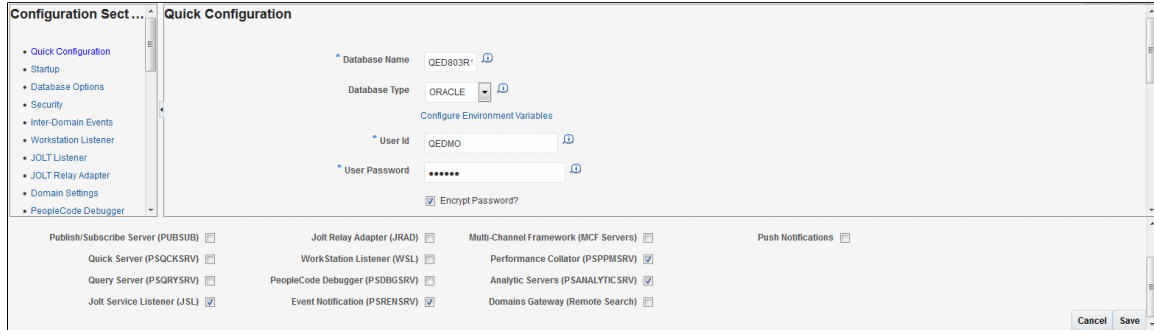 Configuration Sect ...
Quick Configuration
Startup
Database Options
Security
Inter-Domain Events
Workstation Listener
JOLT Listener
JOLT Relay Adapter
Domain Settings
PeopleCode Debugger
Quick Configuration
* Database Name QED803R1
Database Type ORACLE
Configure Environment Variables
* User Id QEDMO
* User Password ••••••
Encrypt Password?
Publish/Subscribe Server (PUBSUB) Jolt Relay Adapter (JRAD) Multi-Channel Framework (MCF Servers) Push Notifications
Quick Server (PSQCKSRV) WorkStation Listener (WSL) Performance Collator (PSPPMSRV)
Query Server (PSQRYSRV) PeopleCode Debugger (PSDBGSRV) Analytic Servers (PSANALYTICSRV)
Jolt Service Listener (JSL) Event Notification (PSRENSRV) Domains Gateway (Remote Search)
Cancel Save